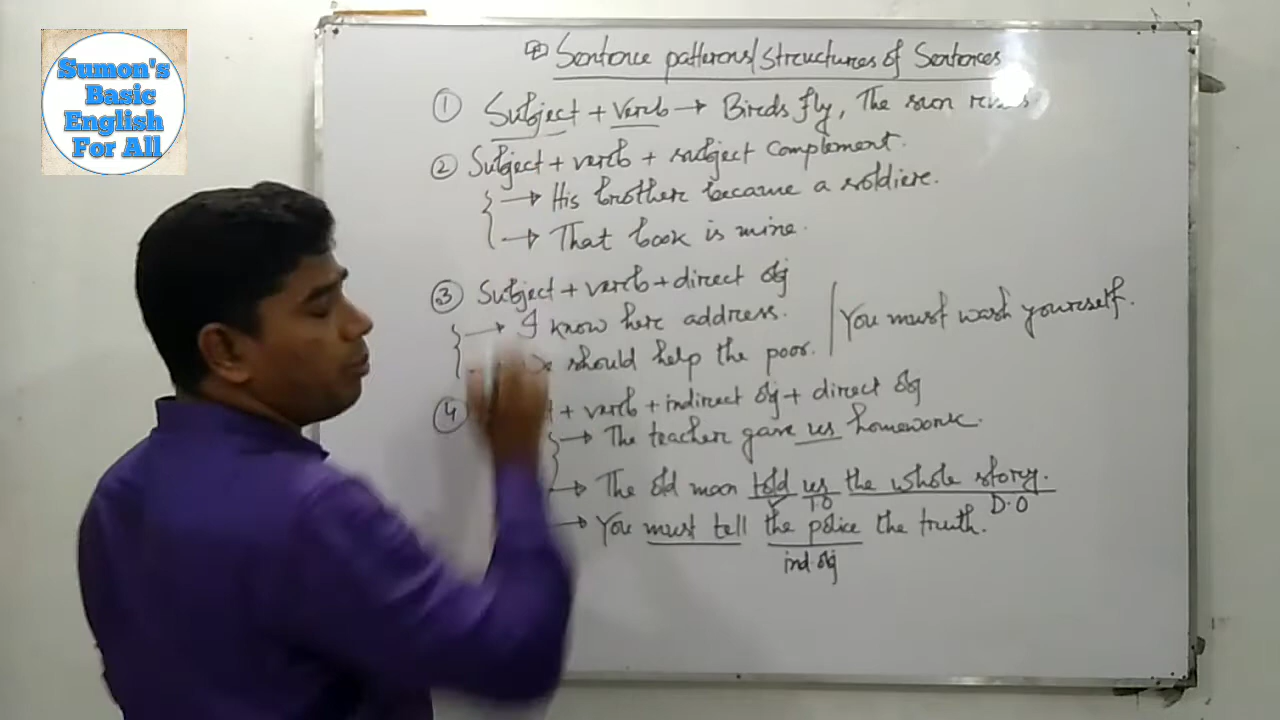 Sumon's
Basic
English
For All
Sentence patterns/Structures of Sentences
① Subject + verb → Birds fly, The sun
② Subject + verb + subject complement.
→ His brother became a soldier.
→ That book is mine.
③ Subject + verb + direct obj
→ I know her address.
should help the poor.
You must wash yourself.
④ + verb + indirect obj + direct obj
→ The teacher gave us homework.
→ The old man told us the whole story.
V I O D.O
→ You must tell the police the truth.
ind. obj